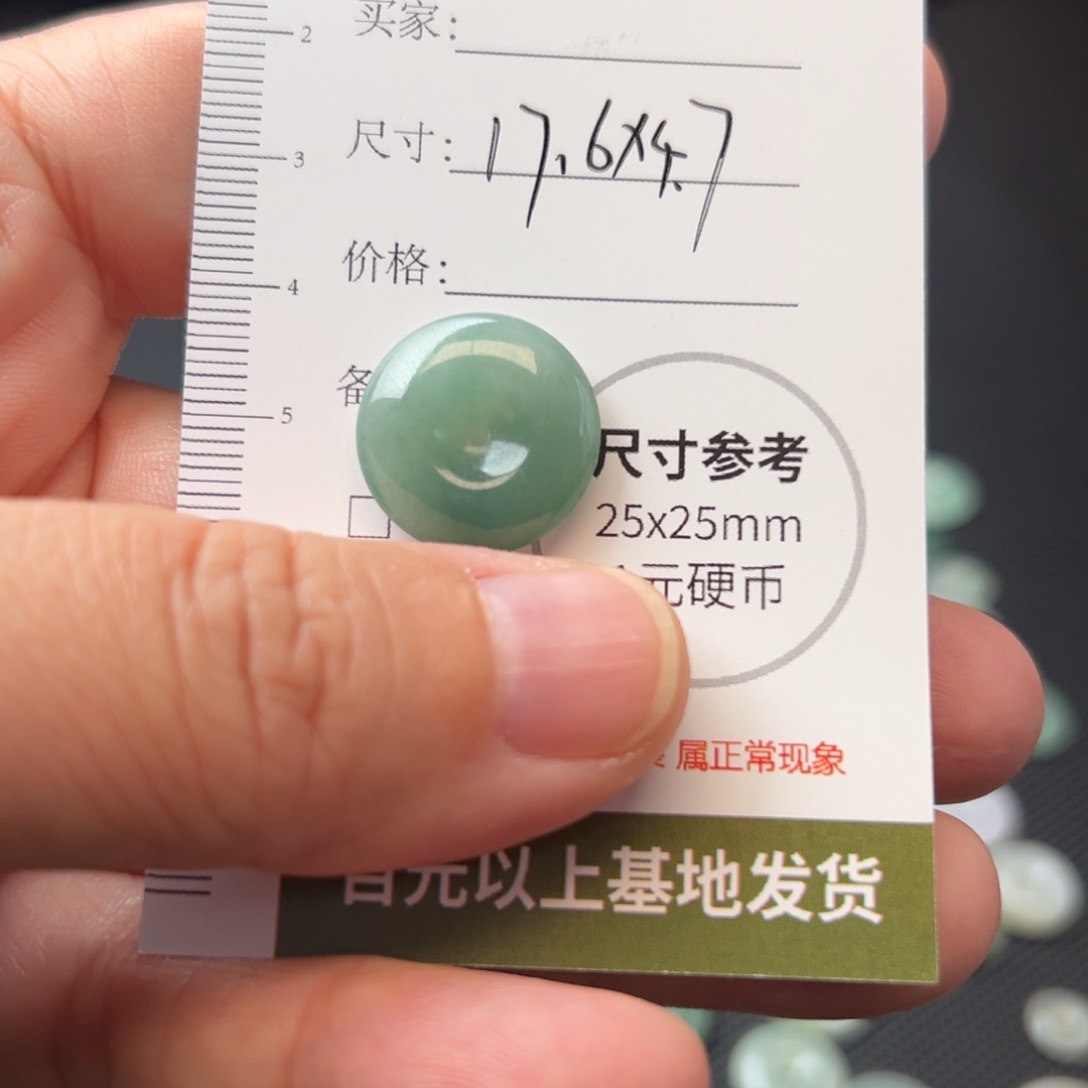 2
买家:
3
尺寸: 17.6x4.7
4
价格:
备
5
尺寸参考
25x25mm
元硬币
属正常现象
百元以上基地发货